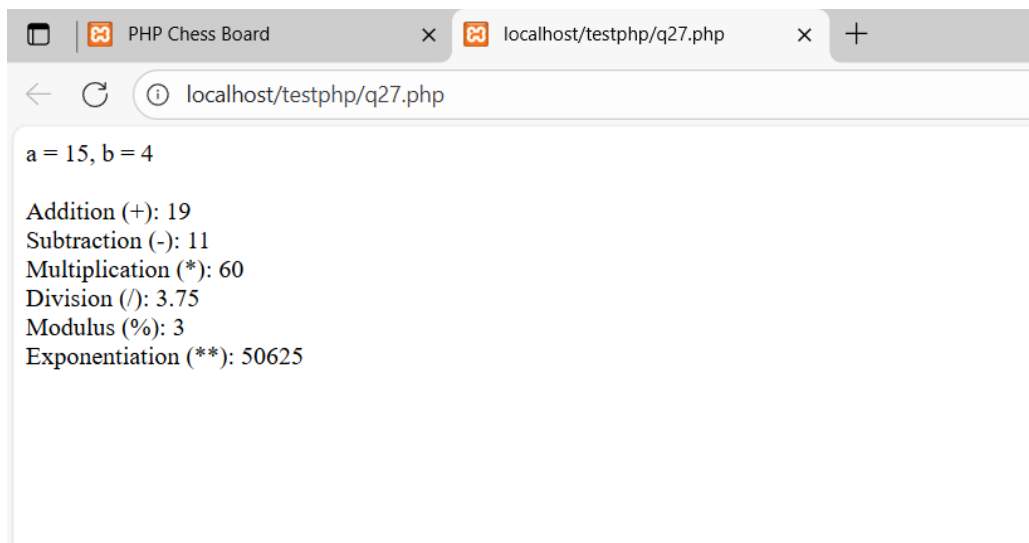 PHP Chess Board
localhost/testphp/q27.php
localhost/testphp/q27.php
a = 15, b = 4
Addition (+): 19
Subtraction (-): 11
Multiplication (*): 60
Division (/): 3.75
Modulus (%): 3
Exponentiation (**): 50625